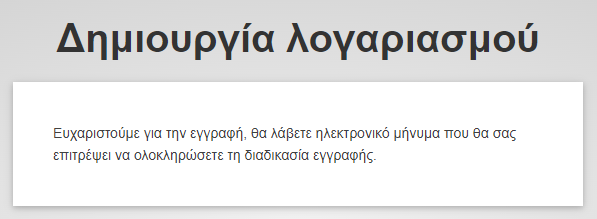 Δημιουργία λογαριασμού
Ευχαριστούμε για την εγγραφή, θα λάβετε ηλεκτρονικό μήνυμα που θα σας
επιτρέψει να ολοκληρώσετε τη διαδικασία εγγραφής.